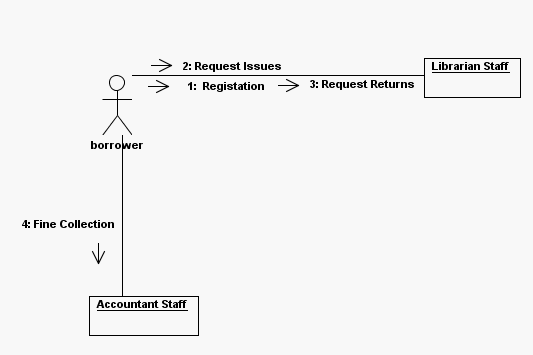 2: Request Issues
Librarian Staff
1: Registation
3: Request Returns
borrower
4: Fine Collection
Accountant Staff